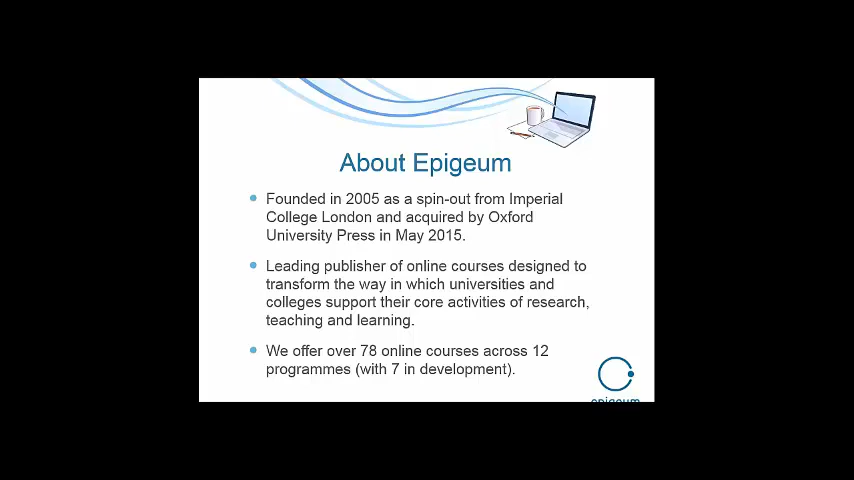 About Epigeum
Founded in 2005 as a spin-out from Imperial
College London and acquired by Oxford
University Press in May 2015.
Leading publisher of online courses designed to
transform the way in which universities and
colleges support their core activities of research,
teaching and learning.
We offer over 78 online courses across 12
programmes (with 7 in development).
epigeum